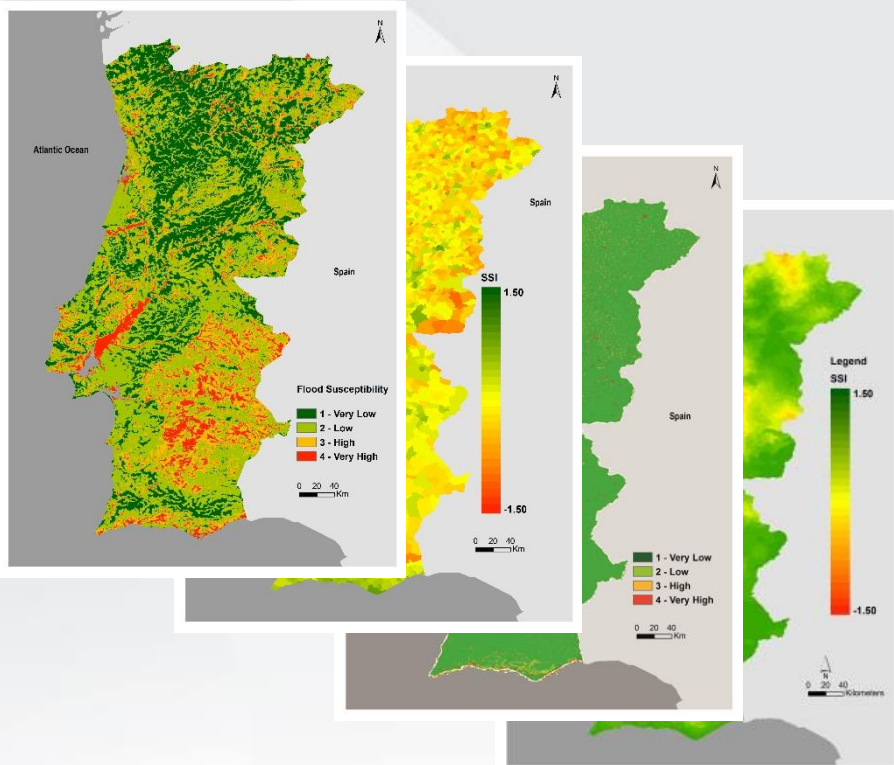 N
Atlantic Ocean
Spain
Flood Susceptibility
1 - Very Low
2 - Low
3 - High
4 - Very High
0 20 40
Km
N
Spain
SSI
1.50
-1.50
0 20 40
Km
N
Spain
1 - Very Low
2 - Low
3 - High
4 - Very High
0 20 40
Km
Legend
SSI
1.50
-1.50
N
0 20 40
Kilometers